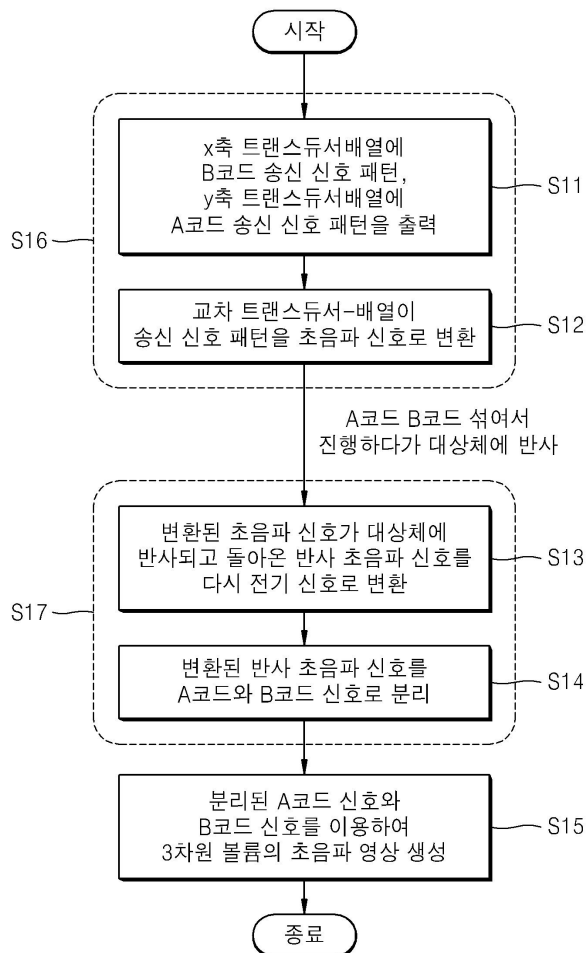 시작
x축 트랜스듀서배열에
B코드 송신 신호 패턴,
y축 트랜스듀서배열에
A코드 송신 신호 패턴을 출력
S11
S16
교차 트랜스듀서-배열이
송신 신호 패턴을 초음파 신호로 변환
S12
A코드 B코드 섞여서
진행하다가 대상체에 반사
변환된 초음파 신호가 대상체에
반사되고 돌아온 반사 초음파 신호를
다시 전기 신호로 변환
S13
S17
변환된 반사 초음파 신호를
A코드와 B코드 신호로 분리
S14
분리된 A코드 신호와
B코드 신호를 이용하여
3차원 볼륨의 초음파 영상 생성
S15
종료